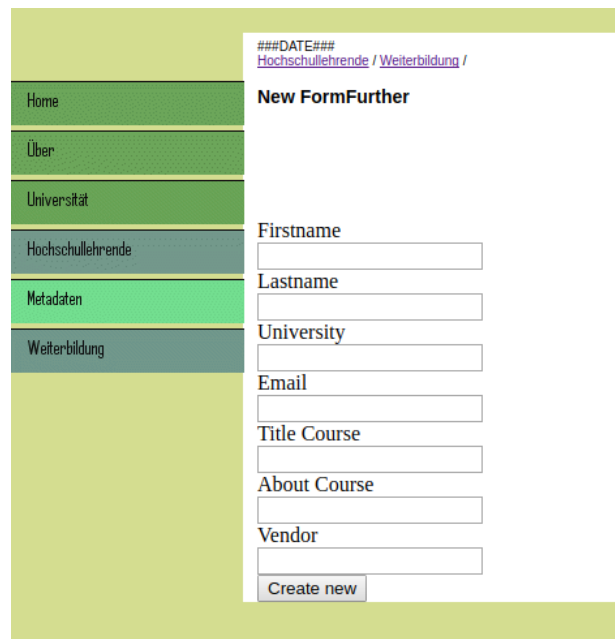 ###DATE###
Hochschullehrende / Weiterbildung /
New FormFurther
Home
Über
Universität
Hochschullehrende
Metadaten
Weiterbildung
Firstname
Lastname
University
Email
Title Course
About Course
Vendor
Create new